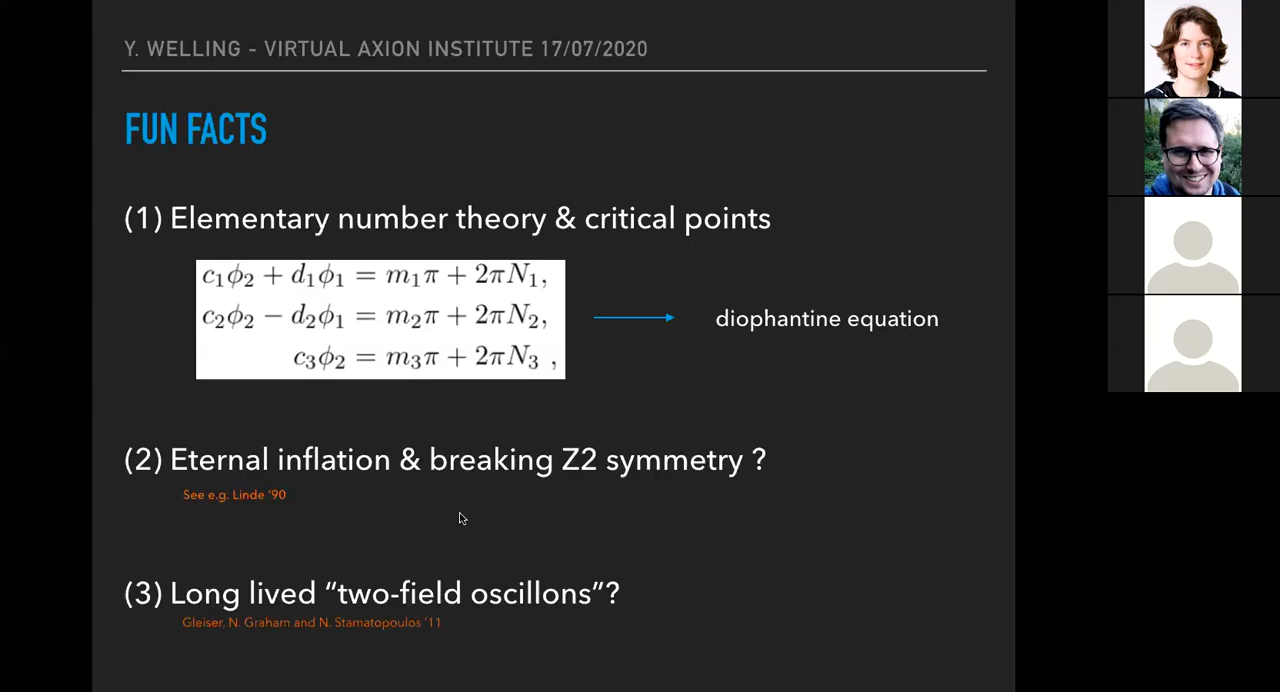 Y. WELLING - VIRTUAL AXION INSTITUTE 17/07/2020
FUN FACTS
(1) Elementary number theory & critical points
c₁ϕ₂ + d₁ϕ₁ = m₁π + 2πN₁,
c₂ϕ₂ − d₂ϕ₁ = m₂π + 2πN₂,
c₃ϕ₂ = m₃π + 2πN₃ ,
diophantine equation
(2) Eternal inflation & breaking Z2 symmetry ?
See e.g. Linde '90
(3) Long lived “two-field oscillons”?
Gleiser, N. Graham and N. Stamatopoulos '11